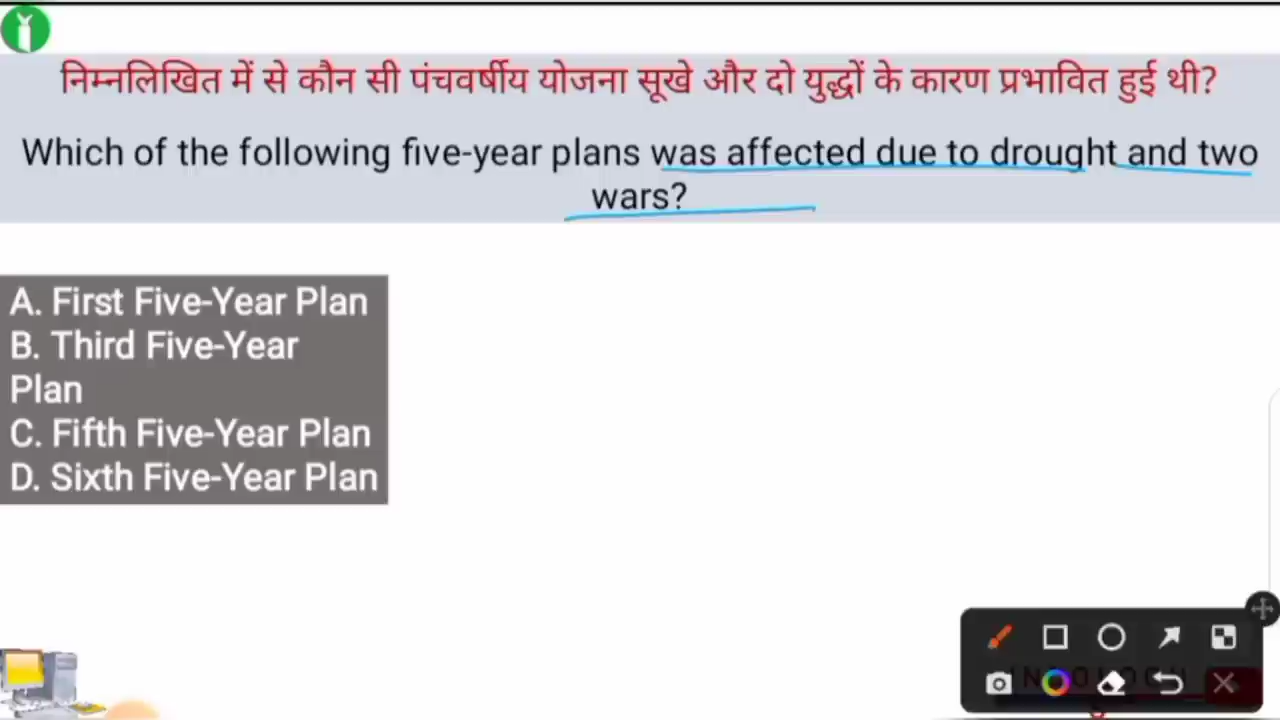 निम्नलिखित में से कौन सी पंचवर्षीय योजना सूखे और दो युद्धों के कारण प्रभावित हुई थी?
Which of the following five-year plans was affected due to drought and two
wars?
A. First Five-Year Plan
B. Third Five-Year
Plan
C. Fifth Five-Year Plan
D. Sixth Five-Year Plan